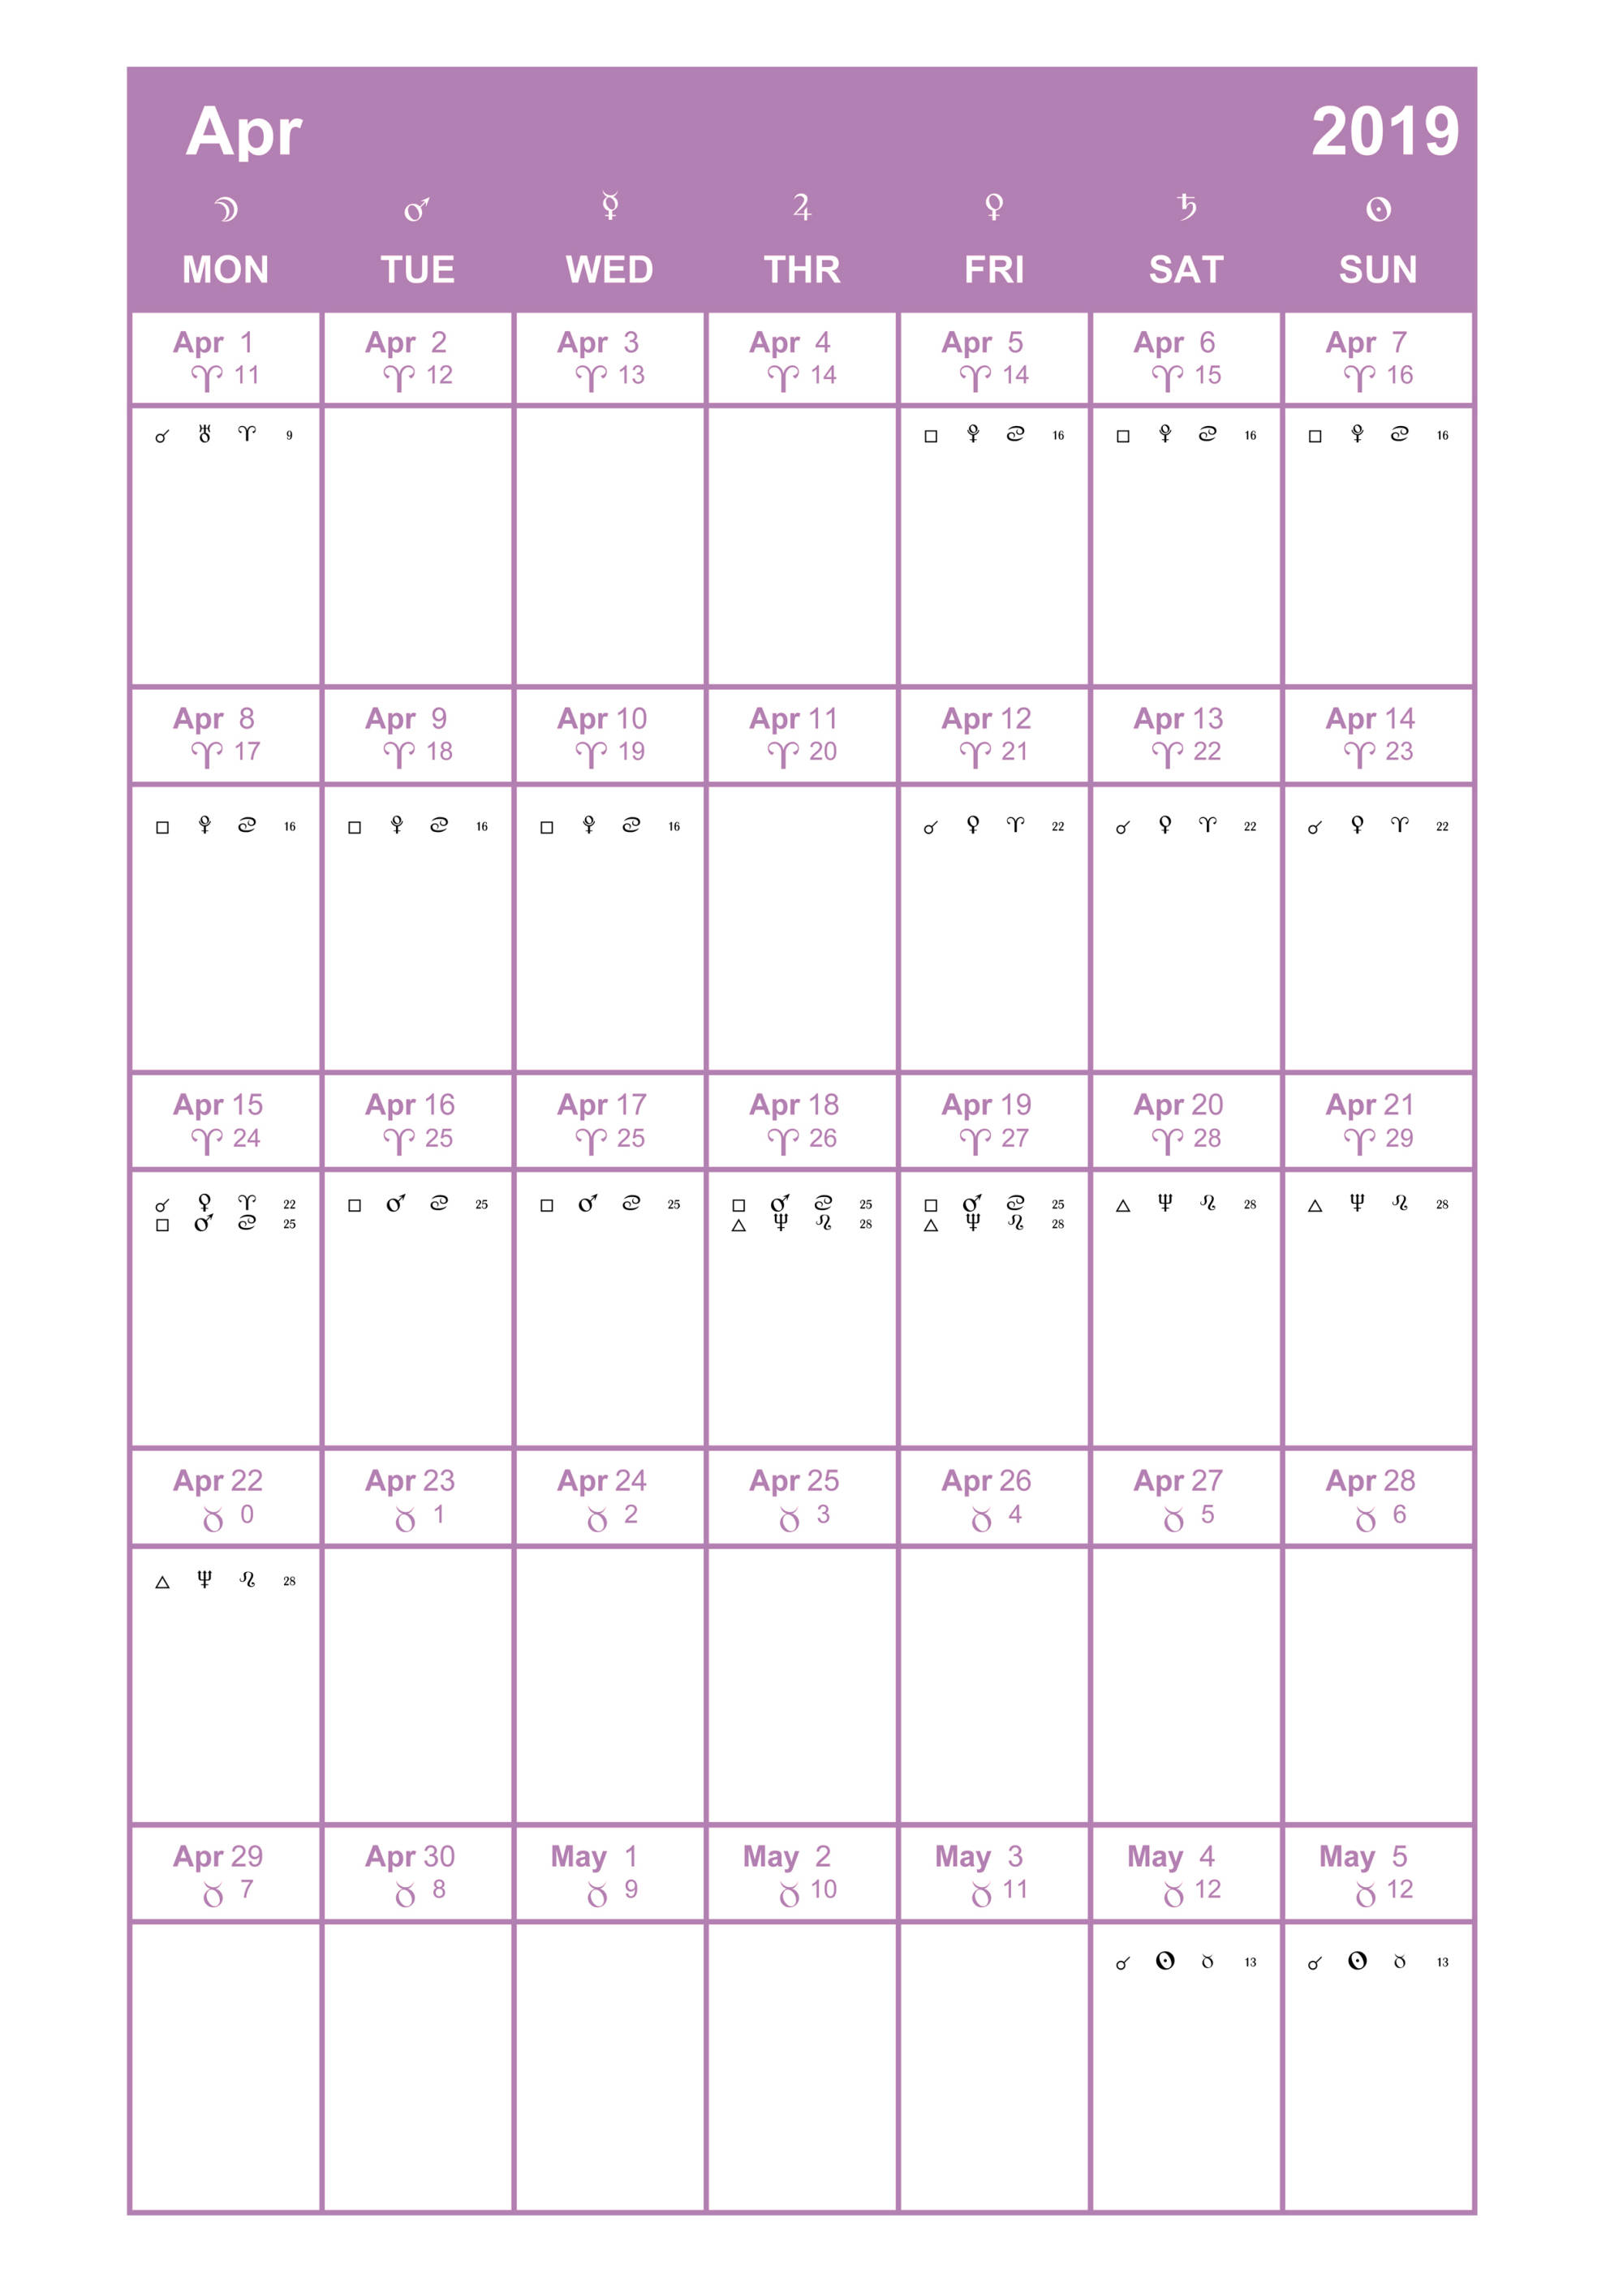 Apr 2019
☽ ♂ ☿ ♃ ♀ ♄ ☉
MON TUE WED THR FRI SAT SUN
Apr 1 Apr 2 Apr 3 Apr 4 Apr 5 Apr 6 Apr 7
♈ 11 ♈ 12 ♈ 13 ♈ 14 ♈ 14 ♈ 15 ♈ 16
☌ ♅ ♈ 9 □ ⚴ ♋ 16 □ ⚴ ♋ 16 □ ⚴ ♋ 16
Apr 8 Apr 9 Apr 10 Apr 11 Apr 12 Apr 13 Apr 14
♈ 17 ♈ 18 ♈ 19 ♈ 20 ♈ 21 ♈ 22 ♈ 23
□ ⚴ ♋ 16 □ ⚴ ♋ 16 □ ⚴ ♋ 16 ☌ ♀ ♈ 22 ☌ ♀ ♈ 22 ☌ ♀ ♈ 22
Apr 15 Apr 16 Apr 17 Apr 18 Apr 19 Apr 20 Apr 21
♈ 24 ♈ 25 ♈ 25 ♈ 26 ♈ 27 ♈ 28 ♈ 29
☌ ♀ ♈ 22 □ ♂ ♋ 25 □ ♂ ♋ 25 □ ♂ ♋ 25 □ ♂ ♋ 25 △ ♆ ♌ 28 △ ♆ ♌ 28
□ ♂ ♋ 25 △ ♆ ♌ 28 △ ♆ ♌ 28
Apr 22 Apr 23 Apr 24 Apr 25 Apr 26 Apr 27 Apr 28
♉ 0 ♉ 1 ♉ 2 ♉ 3 ♉ 4 ♉ 5 ♉ 6
△ ♆ ♌ 28
Apr 29 Apr 30 May 1 May 2 May 3 May 4 May 5
♉ 7 ♉ 8 ♉ 9 ♉ 10 ♉ 11 ♉ 12 ♉ 12
☌ ☉ ♉ 13 ☌ ☉ ♉ 13